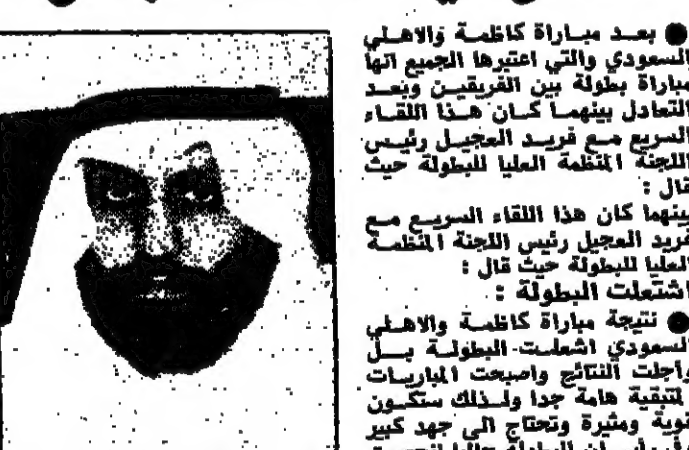 ● بعد مباراة كاظمة والاهلي
السعودي والتي اعتبرها الجميع انها
مباراة بطولة بين الفريقين وبعد
التعادل بينهما كان هذا اللقاء
السريع مع فريد العجيل رئيس
اللجنة المنظمة العليا للبطولة حيث
قال :
بينهما كان هذا اللقاء السريع مع
فريد العجيل رئيس اللجنة المنظمة
العليا للبطولة حيث قال :
اشتعلت البطولة :
● نتيجة مباراة كاظمة والاهلي
السعودي اشعلت البطولة بل
وأجلت النتائج واصبحت المباريات
المتبقية هامة جدا ولذلك ستكون
قوية ومثيرة وتحتاج الى جهد كبير